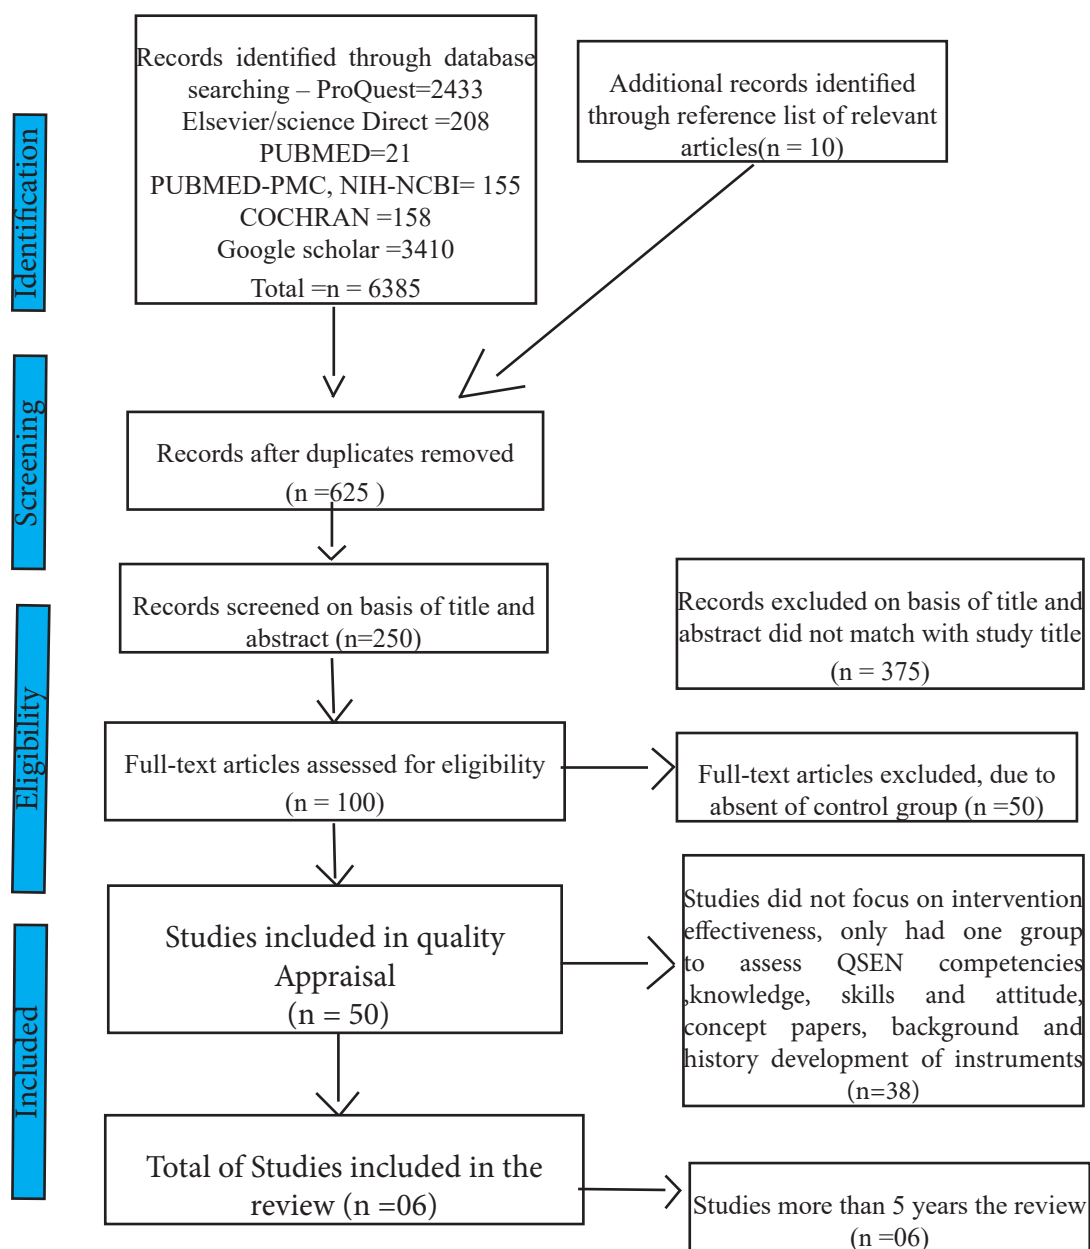 Identification
Records identified through database
searching – ProQuest=2433
Elsevier/science Direct =208
PUBMED=21
PUBMED-PMC, NIH-NCBI= 155
COCHRAN =158
Google scholar =3410
Total =n = 6385
Additional records identified
through reference list of relevant
articles(n = 10)
Screening
Records after duplicates removed
(n =625 )
Records screened on basis of title and
abstract (n=250)
Records excluded on basis of title and
abstract did not match with study title
(n = 375)
Eligibility
Full-text articles assessed for eligibility
(n = 100)
Full-text articles excluded, due to
absent of control group (n =50)
Studies included in quality
Appraisal
(n = 50)
Studies did not focus on intervention
effectiveness, only had one group
to assess QSEN competencies
,knowledge, skills and attitude,
concept papers, background and
history development of instruments
(n=38)
Included
Total of Studies included in the
review (n =06)
Studies more than 5 years the review
(n =06)